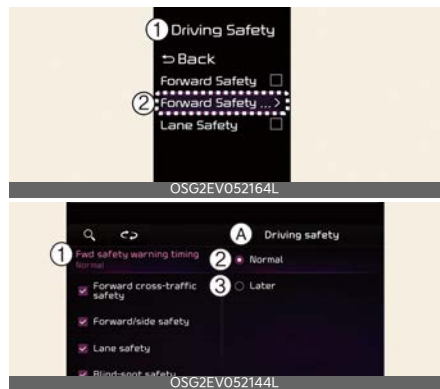 1 Driving Safety
Back
Forward Safety
2 Forward Safety ... >
Lane Safety
OSG2EV052164L
A Driving safety
1 Fwd safety warning timing
Normal
2 Normal
Forward cross-traffic
safety
3 Later
Forward/side safety
Lane safety
Blind-spot safety
OSG2EV052144L